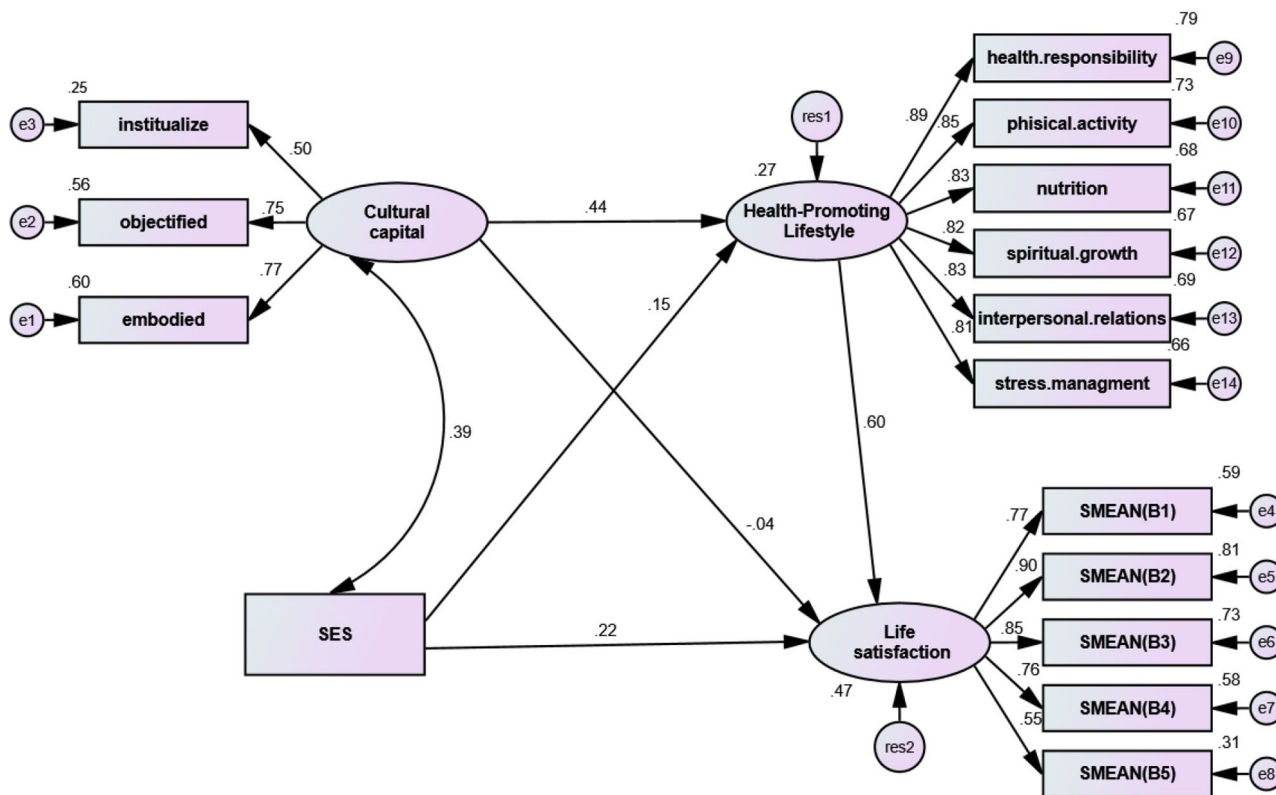 .79
health.responsibility
e9
.73
phisical.activity
e10
.68
nutrition
e11
.67
spiritual.growth
e12
.69
interpersonal.relations
e13
.66
stress.managment
e14
.89
.85
.83
.82
.83
.81
res1
.27
Health-Promoting
Lifestyle
.25
e3
institualize
.50
.56
e2
objectified
.75
.60
e1
embodied
.77
Cultural
capital
.44
.15
.39
-.04
.60
SES
.22
Life
satisfaction
.47
res2
.59
.77
SMEAN(B1)
e4
.81
.90
SMEAN(B2)
e5
.73
.85
SMEAN(B3)
e6
.58
.76
SMEAN(B4)
e7
.31
.55
SMEAN(B5)
e8